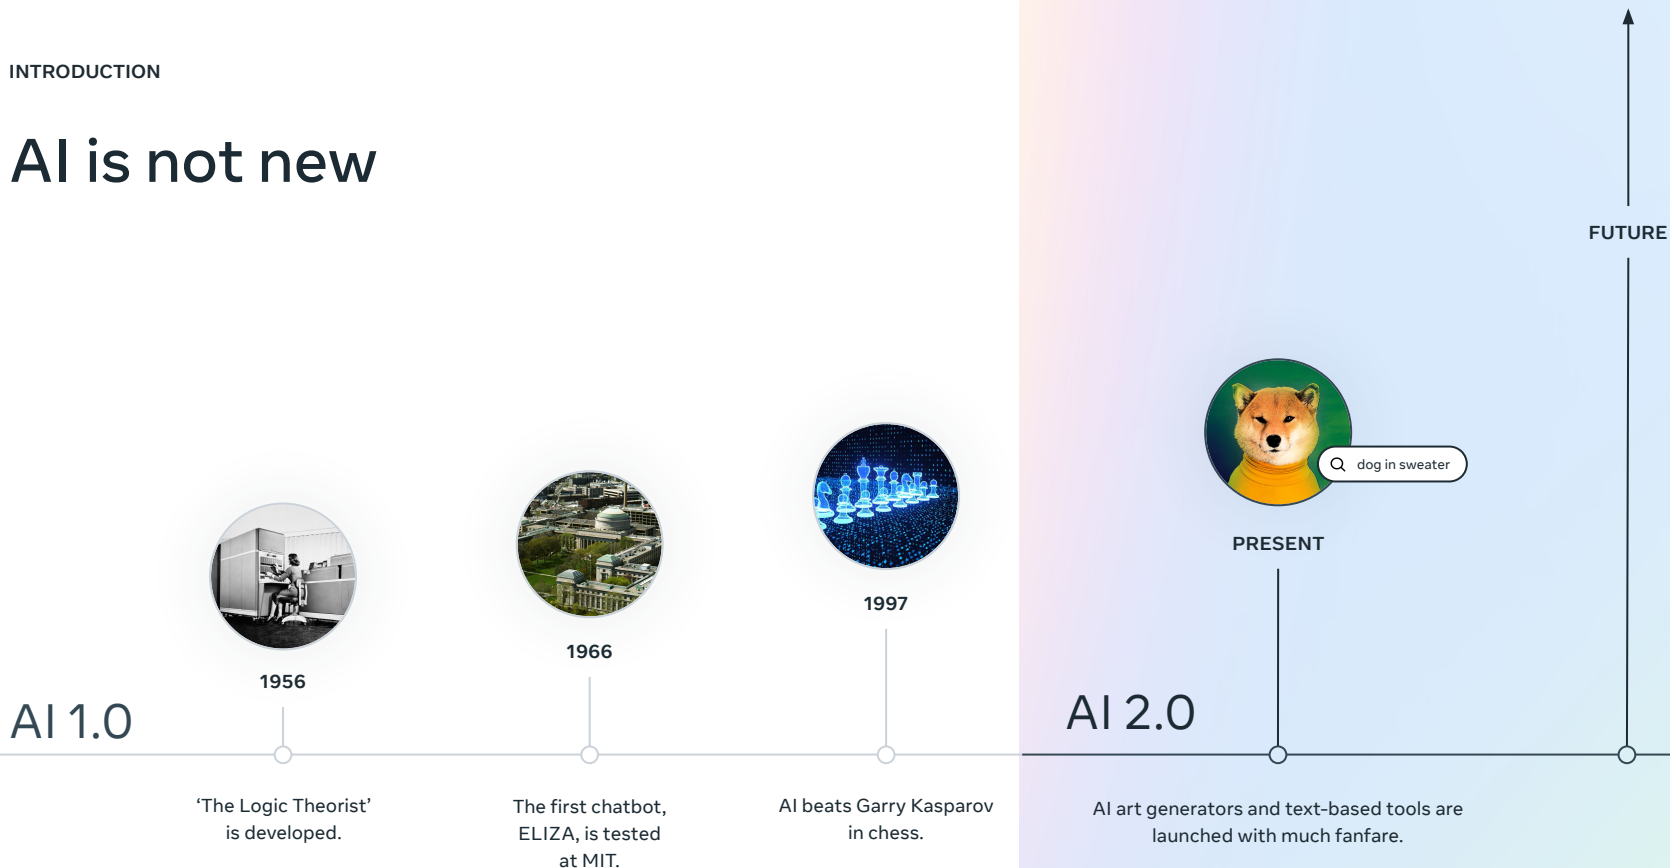 INTRODUCTION
AI is not new
FUTURE
dog in sweater
PRESENT
1997
1966
1956
AI 1.0
AI 2.0
‘The Logic Theorist’
is developed.
The first chatbot,
ELIZA, is tested
at MIT.
AI beats Garry Kasparov
in chess.
AI art generators and text-based tools are
launched with much fanfare.